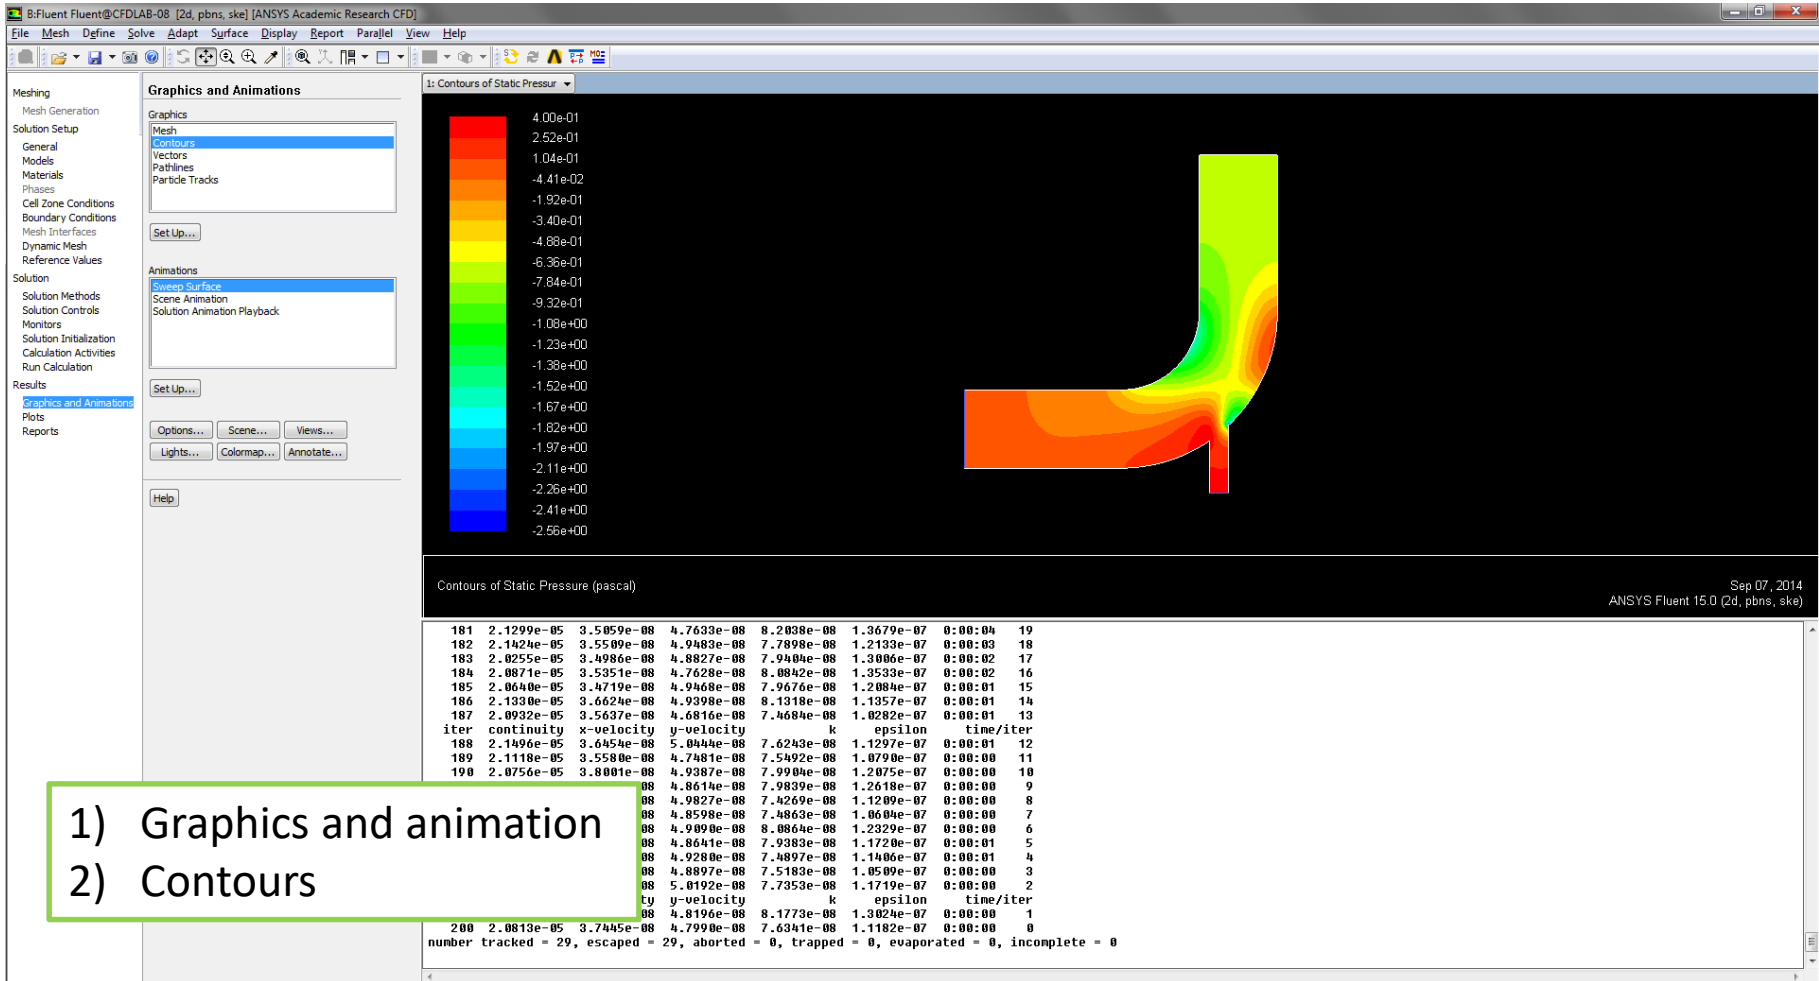 B:Fluent Fluent@CFDLAB-08 [2d, pbns, ske] [ANSYS Academic Research CFD]
File Mesh Define Solve Adapt Surface Display Report Parallel View Help
Meshing
Mesh Generation
Solution Setup
General
Models
Materials
Phases
Cell Zone Conditions
Boundary Conditions
Mesh Interfaces
Dynamic Mesh
Reference Values
Solution
Solution Methods
Solution Controls
Monitors
Solution Initialization
Calculation Activities
Run Calculation
Results
Graphics and Animations
Plots
Reports
Graphics and Animations
Graphics
Mesh
Contours
Vectors
Pathlines
Particle Tracks
Set Up...
Animations
Sweep Surface
Scene Animation
Solution Animation Playback
Set Up...
Options... Scene... Views...
Lights... Colormap... Annotate...
Help
1: Contours of Static Pressur
4.00e-01
2.52e-01
1.04e-01
-4.41e-02
-1.92e-01
-3.40e-01
-4.88e-01
-6.36e-01
-7.84e-01
-9.32e-01
-1.08e+00
-1.23e+00
-1.38e+00
-1.52e+00
-1.67e+00
-1.82e+00
-1.97e+00
-2.11e+00
-2.26e+00
-2.41e+00
-2.56e+00
Contours of Static Pressure (pascal)
Sep 07, 2014
ANSYS Fluent 15.0 (2d, pbns, ske)
181 2.1299e-05 3.5059e-08 4.7633e-08 8.2038e-08 1.3679e-07 0:00:04 19
182 2.1424e-05 3.5509e-08 4.9483e-08 7.7898e-08 1.2133e-07 0:00:03 18
183 2.0255e-05 3.4986e-08 4.8827e-08 7.9404e-08 1.3006e-07 0:00:02 17
184 2.0871e-05 3.5351e-08 4.7628e-08 8.0842e-08 1.3533e-07 0:00:02 16
185 2.0640e-05 3.4719e-08 4.9468e-08 7.9676e-08 1.2084e-07 0:00:01 15
186 2.1330e-05 3.6624e-08 4.9398e-08 8.1318e-08 1.1357e-07 0:00:01 14
187 2.0932e-05 3.5637e-08 4.6816e-08 7.4684e-08 1.0282e-07 0:00:01 13
iter continuity x-velocity y-velocity k epsilon time/iter
188 2.1496e-05 3.6454e-08 5.0444e-08 7.6243e-08 1.1297e-07 0:00:01 12
189 2.1118e-05 3.5580e-08 4.7481e-08 7.5492e-08 1.0790e-07 0:00:00 11
190 2.0756e-05 3.8001e-08 4.9387e-08 7.9904e-08 1.2075e-07 0:00:00 10
08 4.8614e-08 7.9839e-08 1.2618e-07 0:00:00 9
08 4.9827e-08 7.4269e-08 1.1209e-07 0:00:00 8
08 4.8598e-08 7.4863e-08 1.0604e-07 0:00:00 7
08 4.9090e-08 8.0864e-08 1.2329e-07 0:00:00 6
08 4.8641e-08 7.9383e-08 1.1720e-07 0:00:01 5
08 4.9280e-08 7.4897e-08 1.1406e-07 0:00:01 4
08 4.8897e-08 7.5183e-08 1.0509e-07 0:00:00 3
08 5.0192e-08 7.7353e-08 1.1719e-07 0:00:00 2
ty y-velocity k epsilon time/iter
08 4.8196e-08 8.1773e-08 1.3024e-07 0:00:00 1
200 2.0813e-05 3.7445e-08 4.7990e-08 7.6341e-08 1.1182e-07 0:00:00 0
number tracked = 29, escaped = 29, aborted = 0, trapped = 0, evaporated = 0, incomplete = 0
1) Graphics and animation
2) Contours